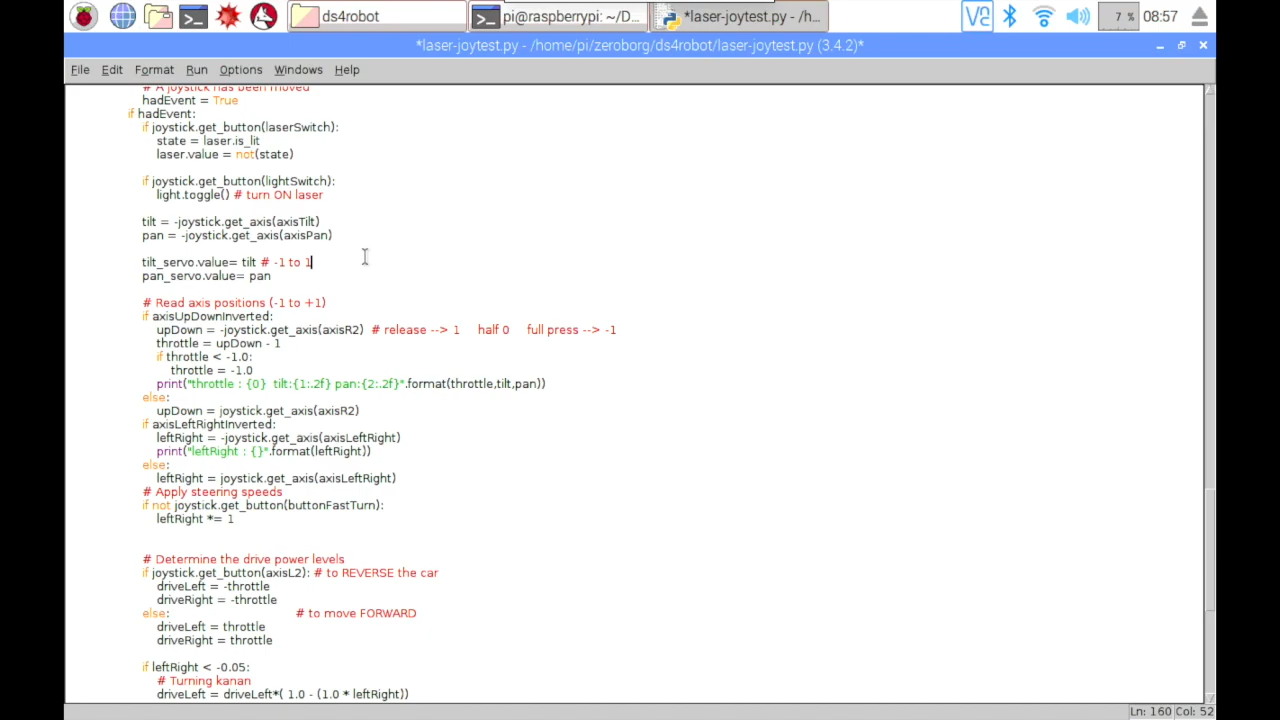 ds4robot
pi@raspberrypi: ~/D...
*laser-joytest.py - /h...
7 %
08:57
*laser-joytest.py - /home/pi/zeroborg/ds4robot/laser-joytest.py (3.4.2)*
File Edit Format Run Options Windows Help
# A joystick has been moved
hadEvent = True
if hadEvent:
if joystick.get_button(laserSwitch):
state = laser.is_lit
laser.value = not(state)
if joystick.get_button(lightSwitch):
light.toggle() # turn ON laser
tilt = -joystick.get_axis(axisTilt)
pan = -joystick.get_axis(axisPan)
tilt_servo.value= tilt # -1 to 1
pan_servo.value= pan
# Read axis positions (-1 to +1)
if axisUpDownInverted:
upDown = -joystick.get_axis(axisR2)  # release --> 1     half 0     full press --> -1
throttle = upDown - 1
if throttle < -1.0:
throttle = -1.0
print("throttle : {0}  tilt:{1:.2f} pan:{2:.2f}".format(throttle,tilt,pan))
else:
upDown = joystick.get_axis(axisR2)
if axisLeftRightInverted:
leftRight = -joystick.get_axis(axisLeftRight)
print("leftRight : {}".format(leftRight))
else:
leftRight = joystick.get_axis(axisLeftRight)
# Apply steering speeds
if not joystick.get_button(buttonFastTurn):
leftRight *= 1
# Determine the drive power levels
if joystick.get_button(axisL2): # to REVERSE the car
driveLeft = -throttle
driveRight = -throttle
else:                                # to move FORWARD
driveLeft = throttle
driveRight = throttle
if leftRight < -0.05:
# Turning kanan
driveLeft = driveLeft*( 1.0 - (1.0 * leftRight))
Ln: 160 Col: 52